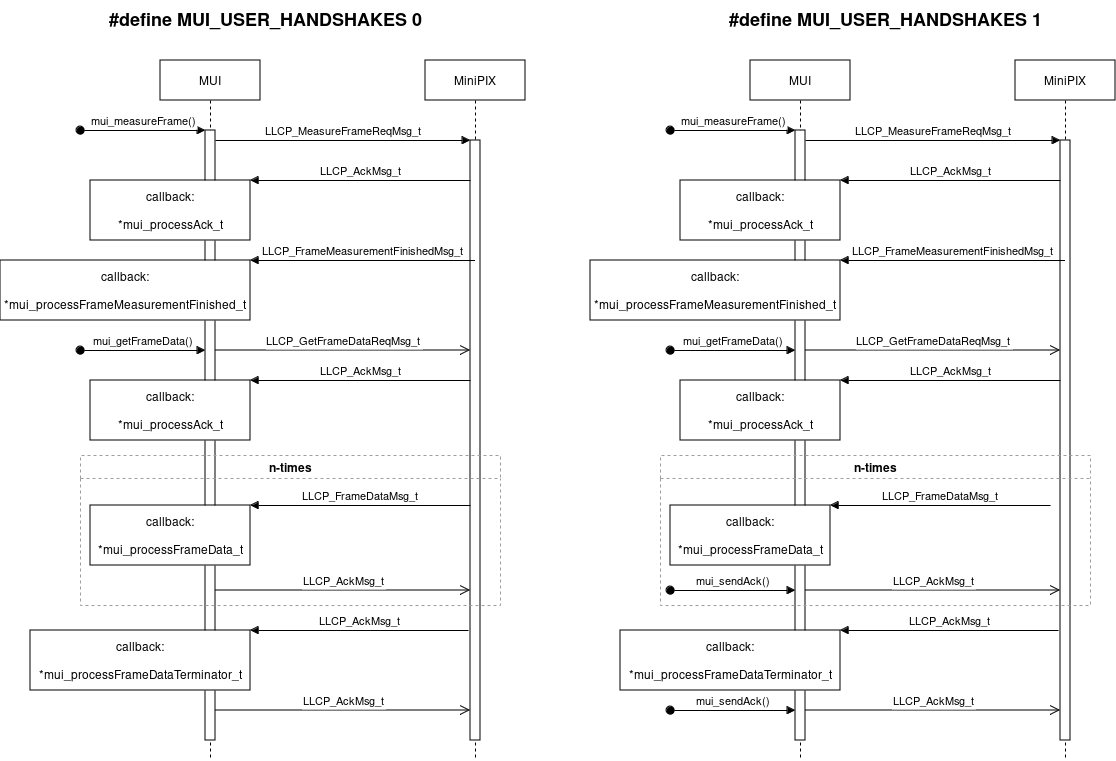 #define MUI_USER_HANDSHAKES 0
MUI
MiniPIX
mui_measureFrame()
LLCP_MeasureFrameReqMsg_t
LLCP_AckMsg_t
callback:
*mui_processAck_t
LLCP_FrameMeasurementFinishedMsg_t
callback:
*mui_processFrameMeasurementFinished_t
mui_getFrameData()
LLCP_GetFrameDataReqMsg_t
LLCP_AckMsg_t
callback:
*mui_processAck_t
n-times
LLCP_FrameDataMsg_t
callback:
*mui_processFrameData_t
LLCP_AckMsg_t
LLCP_AckMsg_t
callback:
*mui_processFrameDataTerminator_t
LLCP_AckMsg_t
#define MUI_USER_HANDSHAKES 1
MUI
MiniPIX
mui_measureFrame()
LLCP_MeasureFrameReqMsg_t
LLCP_AckMsg_t
callback:
*mui_processAck_t
LLCP_FrameMeasurementFinishedMsg_t
callback:
*mui_processFrameMeasurementFinished_t
mui_getFrameData()
LLCP_GetFrameDataReqMsg_t
LLCP_AckMsg_t
callback:
*mui_processAck_t
n-times
LLCP_FrameDataMsg_t
callback:
*mui_processFrameData_t
mui_sendAck()
LLCP_AckMsg_t
LLCP_AckMsg_t
callback:
*mui_processFrameDataTerminator_t
mui_sendAck()
LLCP_AckMsg_t